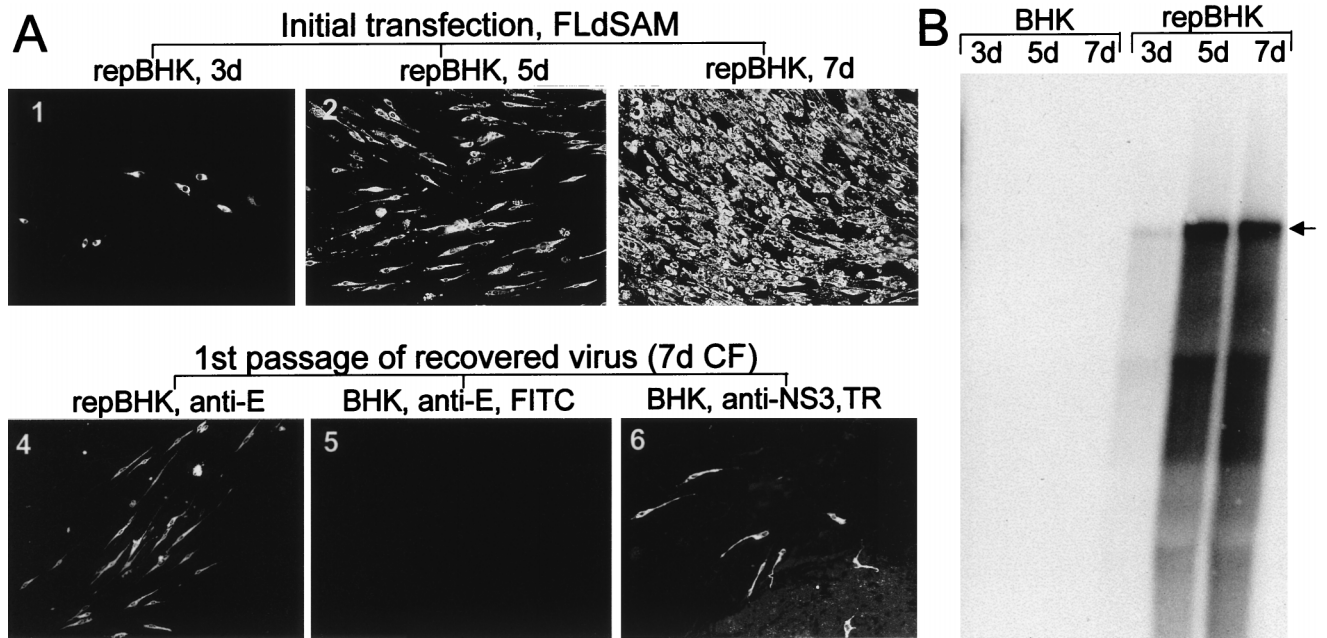 A
Initial transfection, FLdSAM
repBHK, 3d
repBHK, 5d
repBHK, 7d
1
2
3
1st passage of recovered virus (7d CF)
repBHK, anti-E
BHK, anti-E, FITC
BHK, anti-NS3,TR
4
5
6
B
BHK
repBHK
3d 5d 7d
3d 5d 7d